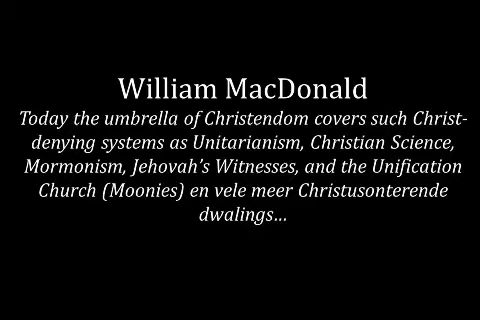 William MacDonald
Today the umbrella of Christendom covers such Christ-
denying systems as Unitarianism, Christian Science,
Mormonism, Jehovah’s Witnesses, and the Unification
Church (Moonies) en vele meer Christusonterende
dwalings…